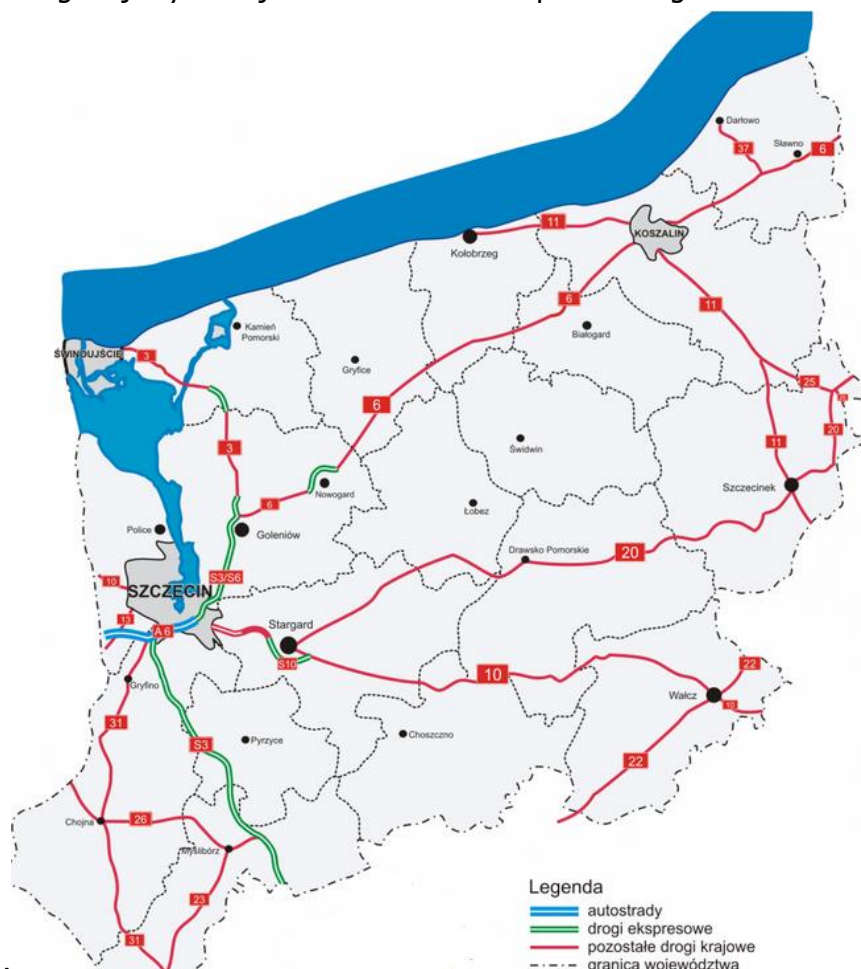 Darłowo
37
Sławno
6
11
KOSZALIN
Kołobrzeg
11
6
Białogard
Kamień
Pomorski
ŚWINOUJŚCIE
3
Gryfice
25
6
20
3
11
Świdwin
Szczecinek
6
Nowogard
Łobez
Police
Goleniów
20
Drawsko Pomorskie
10
S3/S6
SZCZECIN
13
A 6
Stargard
S10
10
22
Gryfino
Wałcz
10
31
S3
Pyrzyce
Choszczno
22
Chojna
26
Myślibórz
23
31
Legenda
autostrady
drogi ekspresowe
pozostałe drogi krajowe
granica województwa